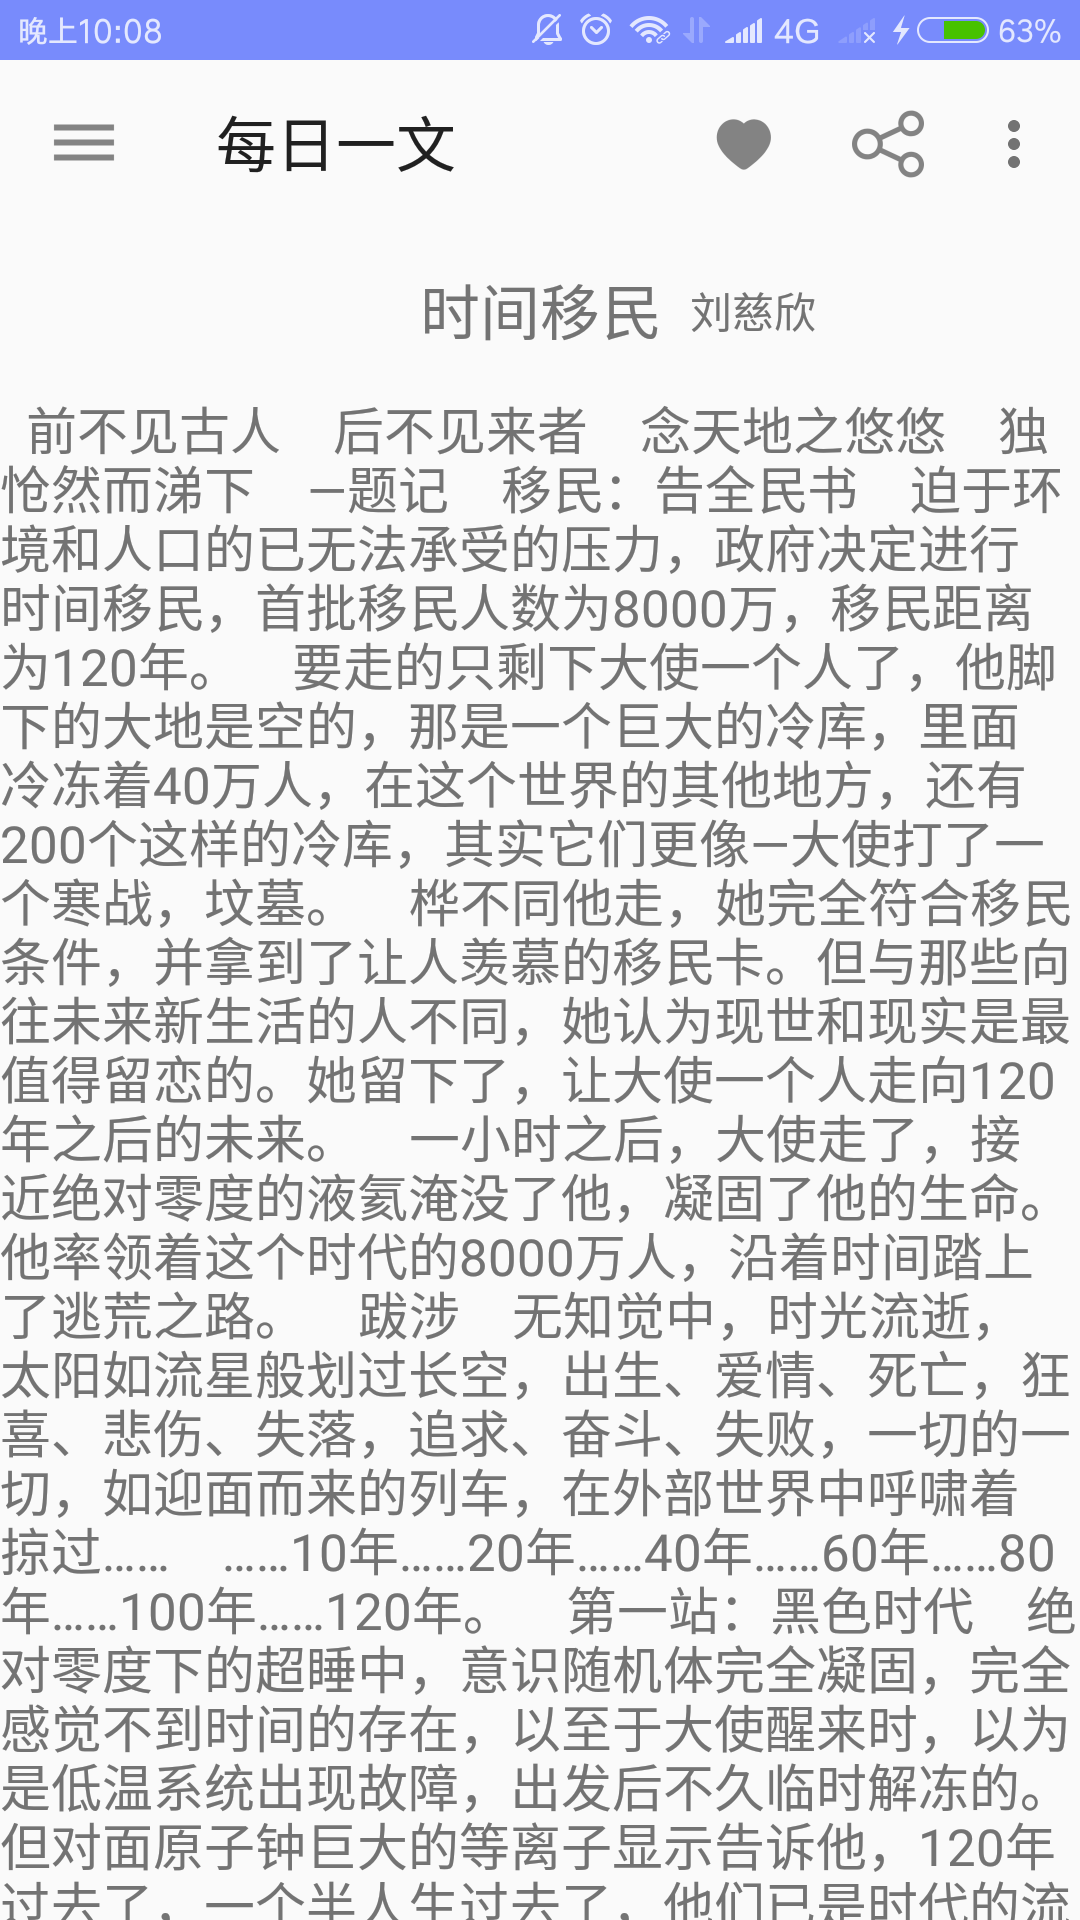 晚上10:08 4G 63%
每日一文
时间移民 刘慈欣
前不见古人　后不见来者　念天地之悠悠　独
怆然而涕下　—题记　移民：告全民书　迫于环
境和人口的已无法承受的压力，政府决定进行
时间移民，首批移民人数为8000万，移民距离
为120年。　要走的只剩下大使一个人了，他脚
下的大地是空的，那是一个巨大的冷库，里面
冷冻着40万人，在这个世界的其他地方，还有
200个这样的冷库，其实它们更像—大使打了一
个寒战，坟墓。　桦不同他走，她完全符合移民
条件，并拿到了让人羡慕的移民卡。但与那些向
往未来新生活的人不同，她认为现世和现实是最
值得留恋的。她留下了，让大使一个人走向120
年之后的未来。　一小时之后，大使走了，接
近绝对零度的液氦淹没了他，凝固了他的生命。
他率领着这个时代的8000万人，沿着时间踏上
了逃荒之路。　跋涉　无知觉中，时光流逝，
太阳如流星般划过长空，出生、爱情、死亡，狂
喜、悲伤、失落，追求、奋斗、失败，一切的一
切，如迎面而来的列车，在外部世界中呼啸着
掠过……　……10年……20年……40年……60年……80
年……100年……120年。　第一站：黑色时代　绝
对零度下的超睡中，意识随机体完全凝固，完全
感觉不到时间的存在，以至于大使醒来时，以为
是低温系统出现故障，出发后不久临时解冻的。
但对面原子钟巨大的等离子显示告诉他，120年
过去了，一个半人生过去了，他们已是时代的流